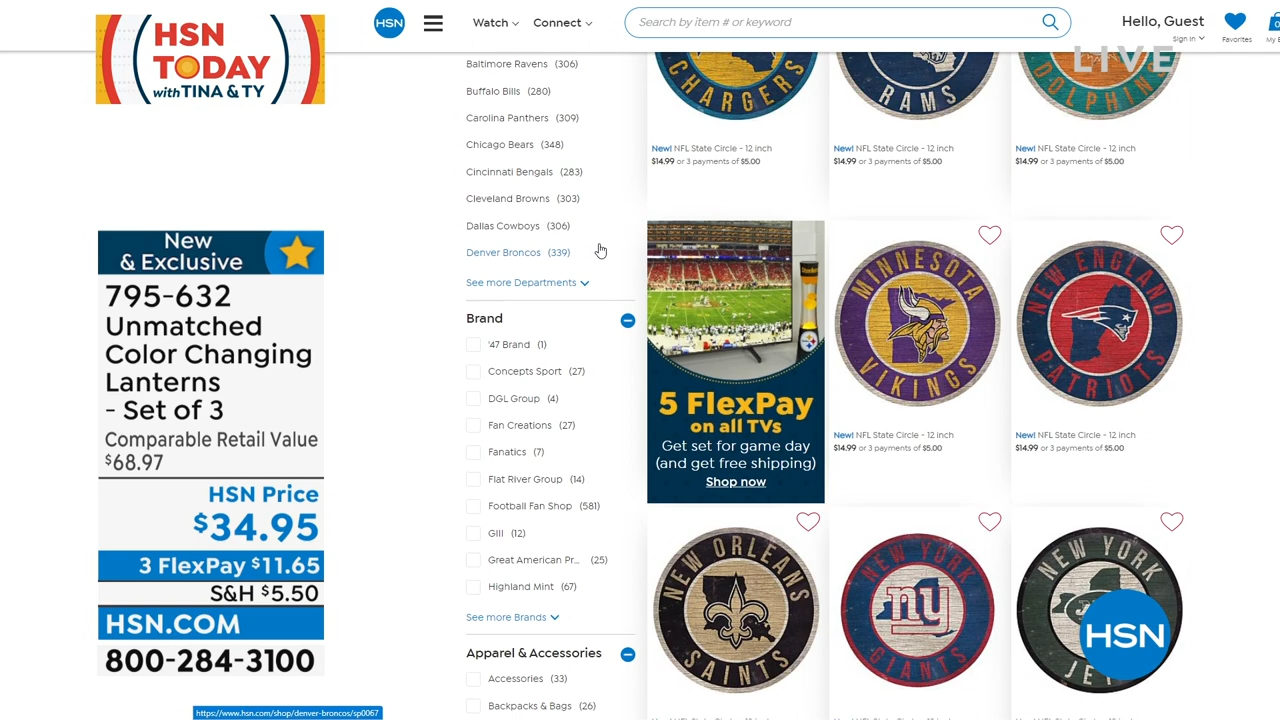 HSN
TODAY
with TINA & TY
HSN
Watch
Connect
Search by item # or keyword
Hello, Guest
Sign In
Favorites
0
My B
LIVE
Baltimore Ravens (306)
Buffalo Bills (280)
Carolina Panthers (309)
Chicago Bears (348)
Cincinnati Bengals (283)
Cleveland Browns (303)
Dallas Cowboys (306)
Denver Broncos (339)
See more Departments
Brand
'47 Brand (1)
Concepts Sport (27)
DGL Group (4)
Fan Creations (27)
Fanatics (7)
Flat River Group (14)
Football Fan Shop (581)
GIII (12)
Great American Pr... (25)
Highland Mint (67)
See more Brands
Apparel & Accessories
Accessories (33)
Backpacks & Bags (26)
CHARGERS
RAMS
DOLPHINS
New! NFL State Circle - 12 inch
$14.99 or 3 payments of $5.00
New! NFL State Circle - 12 inch
$14.99 or 3 payments of $5.00
New! NFL State Circle - 12 inch
$14.99 or 3 payments of $5.00
5 FlexPay
on all TVs
Get set for game day
(and get free shipping)
Shop now
MINNESOTA
VIKINGS
NEW ENGLAND
PATRIOTS
New! NFL State Circle - 12 inch
$14.99 or 3 payments of $5.00
New! NFL State Circle - 12 inch
$14.99 or 3 payments of $5.00
NEW ORLEANS
SAINTS
NEW YORK
ny
GIANTS
NEW YORK
JET
HSN
New
& Exclusive
795-632
Unmatched
Color Changing
Lanterns
- Set of 3
Comparable Retail Value
$68.97
HSN Price
$34.95
3 FlexPay $11.65
S&H $5.50
HSN.COM
800-284-3100
https://www.hsn.com/shop/denver-broncos/sp0067